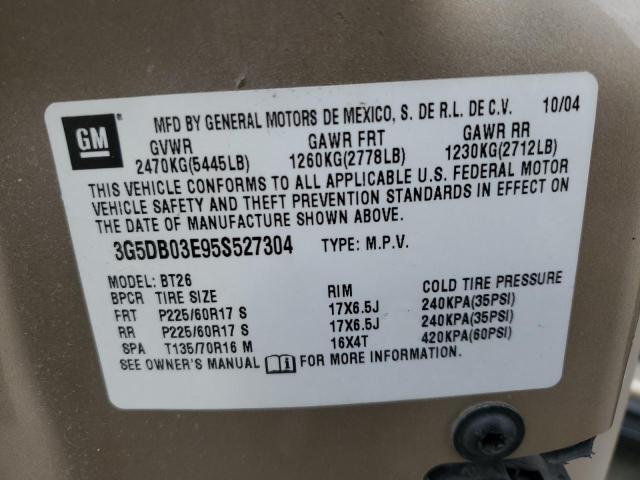 GM
MFD BY GENERAL MOTORS DE MEXICO, S. DE R.L. DE C.V. 10/04
GVWR GAWR FRT GAWR RR
2470KG(5445LB) 1260KG(2778LB) 1230KG(2712LB)
THIS VEHICLE CONFORMS TO ALL APPLICABLE U.S. FEDERAL MOTOR
VEHICLE SAFETY AND THEFT PREVENTION STANDARDS IN EFFECT ON
THE DATE OF MANUFACTURE SHOWN ABOVE.
3G5DB03E95S527304 TYPE: M.P.V.
MODEL: BT26
BPCR TIRE SIZE RIM COLD TIRE PRESSURE
FRT P225/60R17 S 17X6.5J 240KPA(35PSI)
RR P225/60R17 S 17X6.5J 240KPA(35PSI)
SPA T135/70R16 M 16X4T 420KPA(60PSI)
SEE OWNER'S MANUAL FOR MORE INFORMATION.